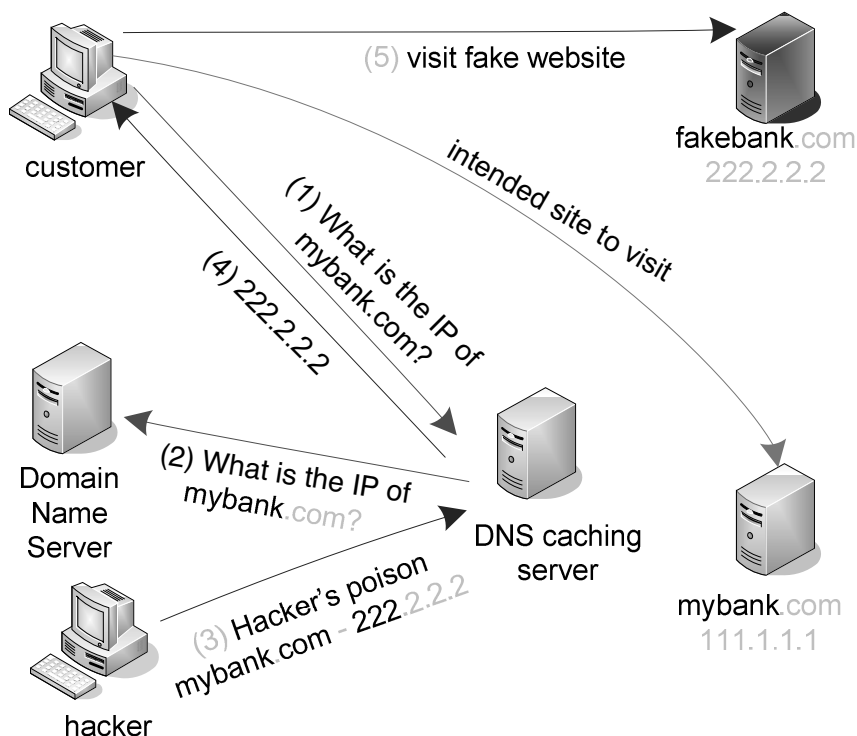 (5) visit fake website
customer
fakebank.com
222.2.2.2
intended site to visit
(1) What is the IP of
mybank.com?
(4) 222.2.2.2
Domain
Name
Server
(2) What is the IP of
mybank.com?
DNS caching
server
(3) Hacker's poison
mybank.com - 222.2.2.2
mybank.com
111.1.1.1
hacker